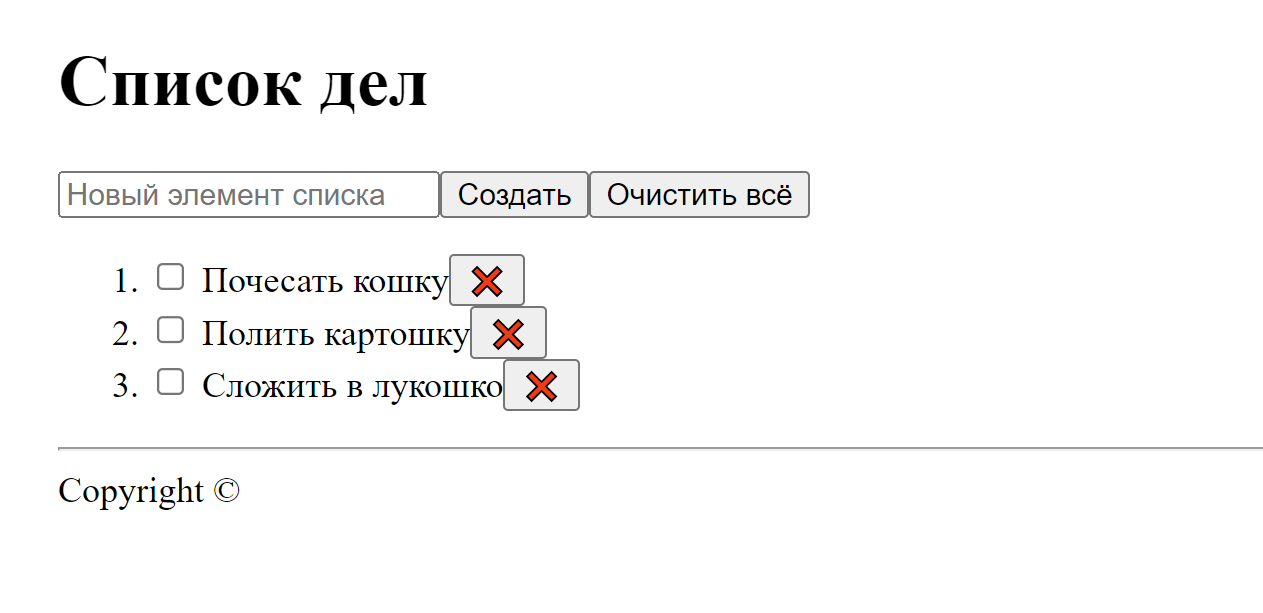 Список дел
Новый элемент списка Создать Очистить всё
1. Почесать кошку
2. Полить картошку
3. Сложить в лукошко
Copyright ©